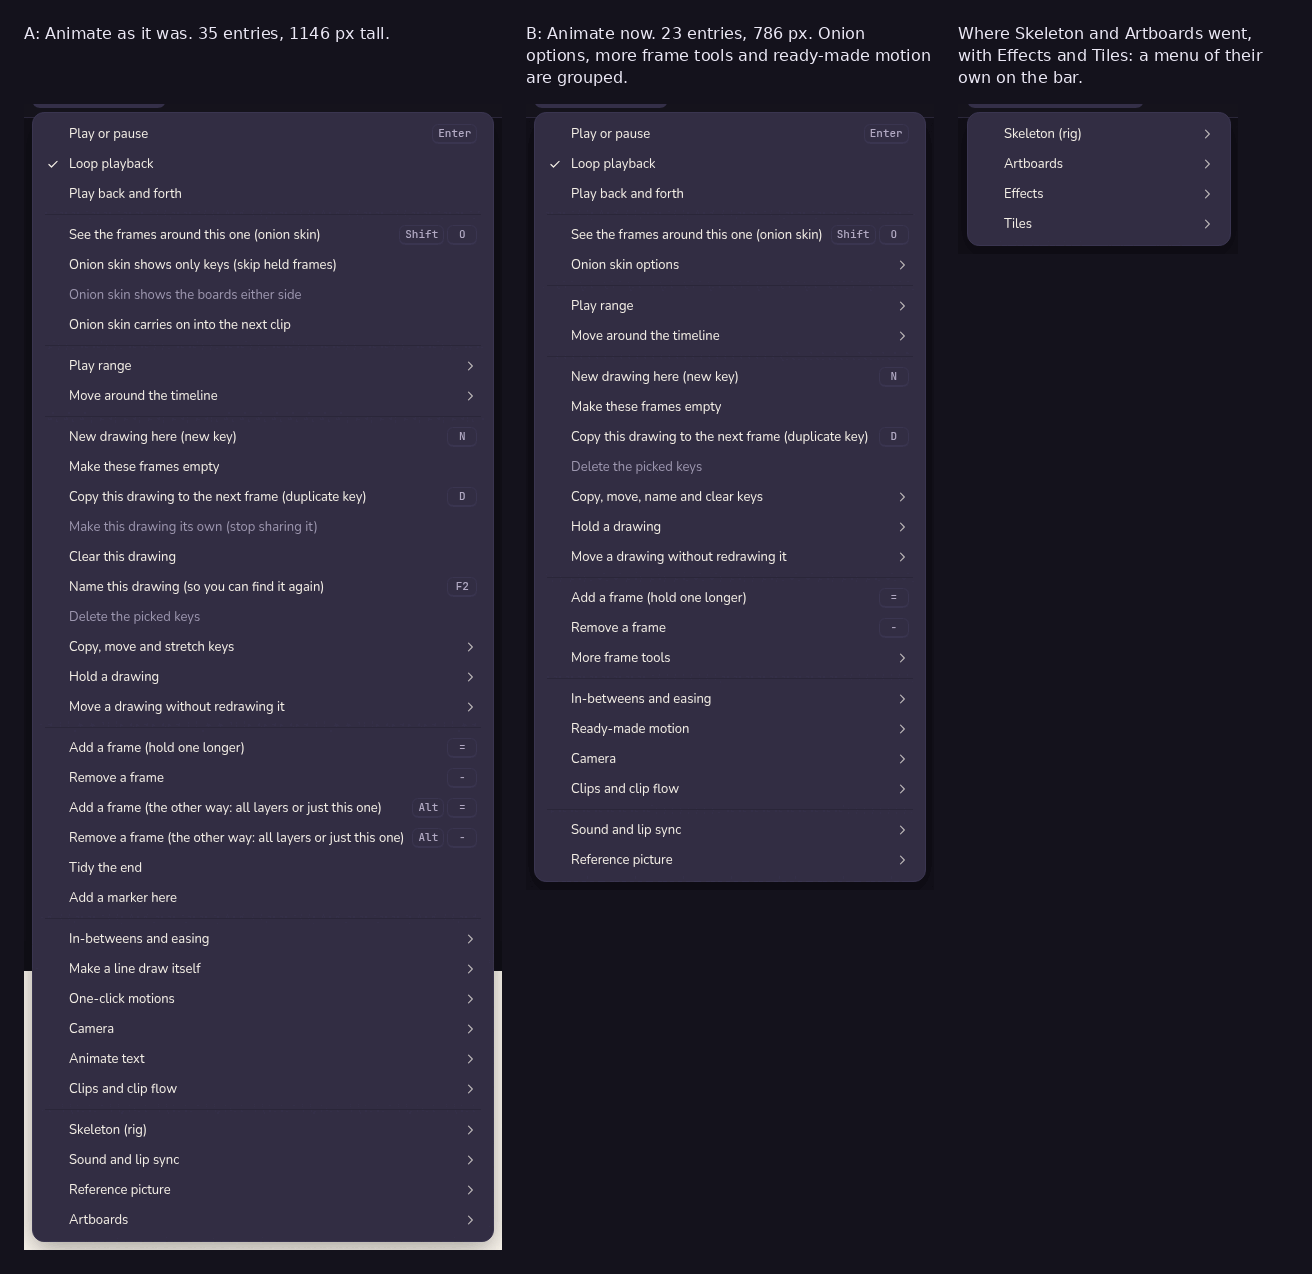 A: Animate as it was. 35 entries, 1146 px tall.
Play or pause Enter
Loop playback
Play back and forth
See the frames around this one (onion skin) Shift O
Onion skin shows only keys (skip held frames)
Onion skin shows the boards either side
Onion skin carries on into the next clip
Play range
Move around the timeline
New drawing here (new key) N
Make these frames empty
Copy this drawing to the next frame (duplicate key) D
Make this drawing its own (stop sharing it)
Clear this drawing
Name this drawing (so you can find it again) F2
Delete the picked keys
Copy, move and stretch keys
Hold a drawing
Move a drawing without redrawing it
Add a frame (hold one longer) =
Remove a frame -
Add a frame (the other way: all layers or just this one) Alt =
Remove a frame (the other way: all layers or just this one) Alt -
Tidy the end
Add a marker here
In-betweens and easing
Make a line draw itself
One-click motions
Camera
Animate text
Clips and clip flow
Skeleton (rig)
Sound and lip sync
Reference picture
Artboards
B: Animate now. 23 entries, 786 px. Onion
options, more frame tools and ready-made motion
are grouped.
Play or pause Enter
Loop playback
Play back and forth
See the frames around this one (onion skin) Shift O
Onion skin options
Play range
Move around the timeline
New drawing here (new key) N
Make these frames empty
Copy this drawing to the next frame (duplicate key) D
Delete the picked keys
Copy, move, name and clear keys
Hold a drawing
Move a drawing without redrawing it
Add a frame (hold one longer) =
Remove a frame -
More frame tools
In-betweens and easing
Ready-made motion
Camera
Clips and clip flow
Sound and lip sync
Reference picture
Where Skeleton and Artboards went,
with Effects and Tiles: a menu of their
own on the bar.
Skeleton (rig)
Artboards
Effects
Tiles